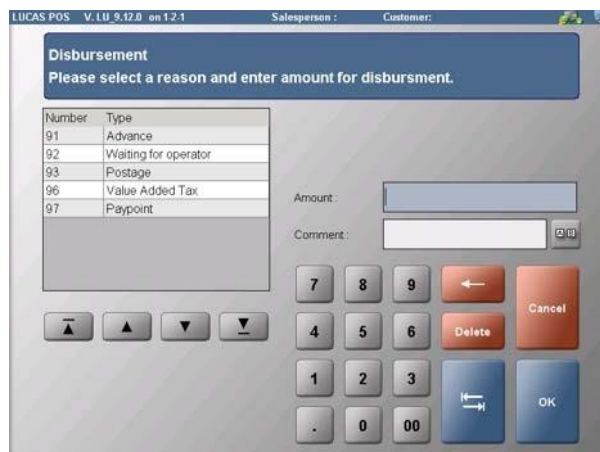 LUCAS POS V.LU_9.12.0 on 1-2-1 Salesperson : Customer:
Disbursement
Please select a reason and enter amount for disbursment.
Number Type
91 Advance
92 Waiting for operator
93 Postage
96 Value Added Tax
97 Paypoint
Amount :
Comment :
7 8 9
Cancel
4 5 6 Delete
1 2 3
OK
. 0 00